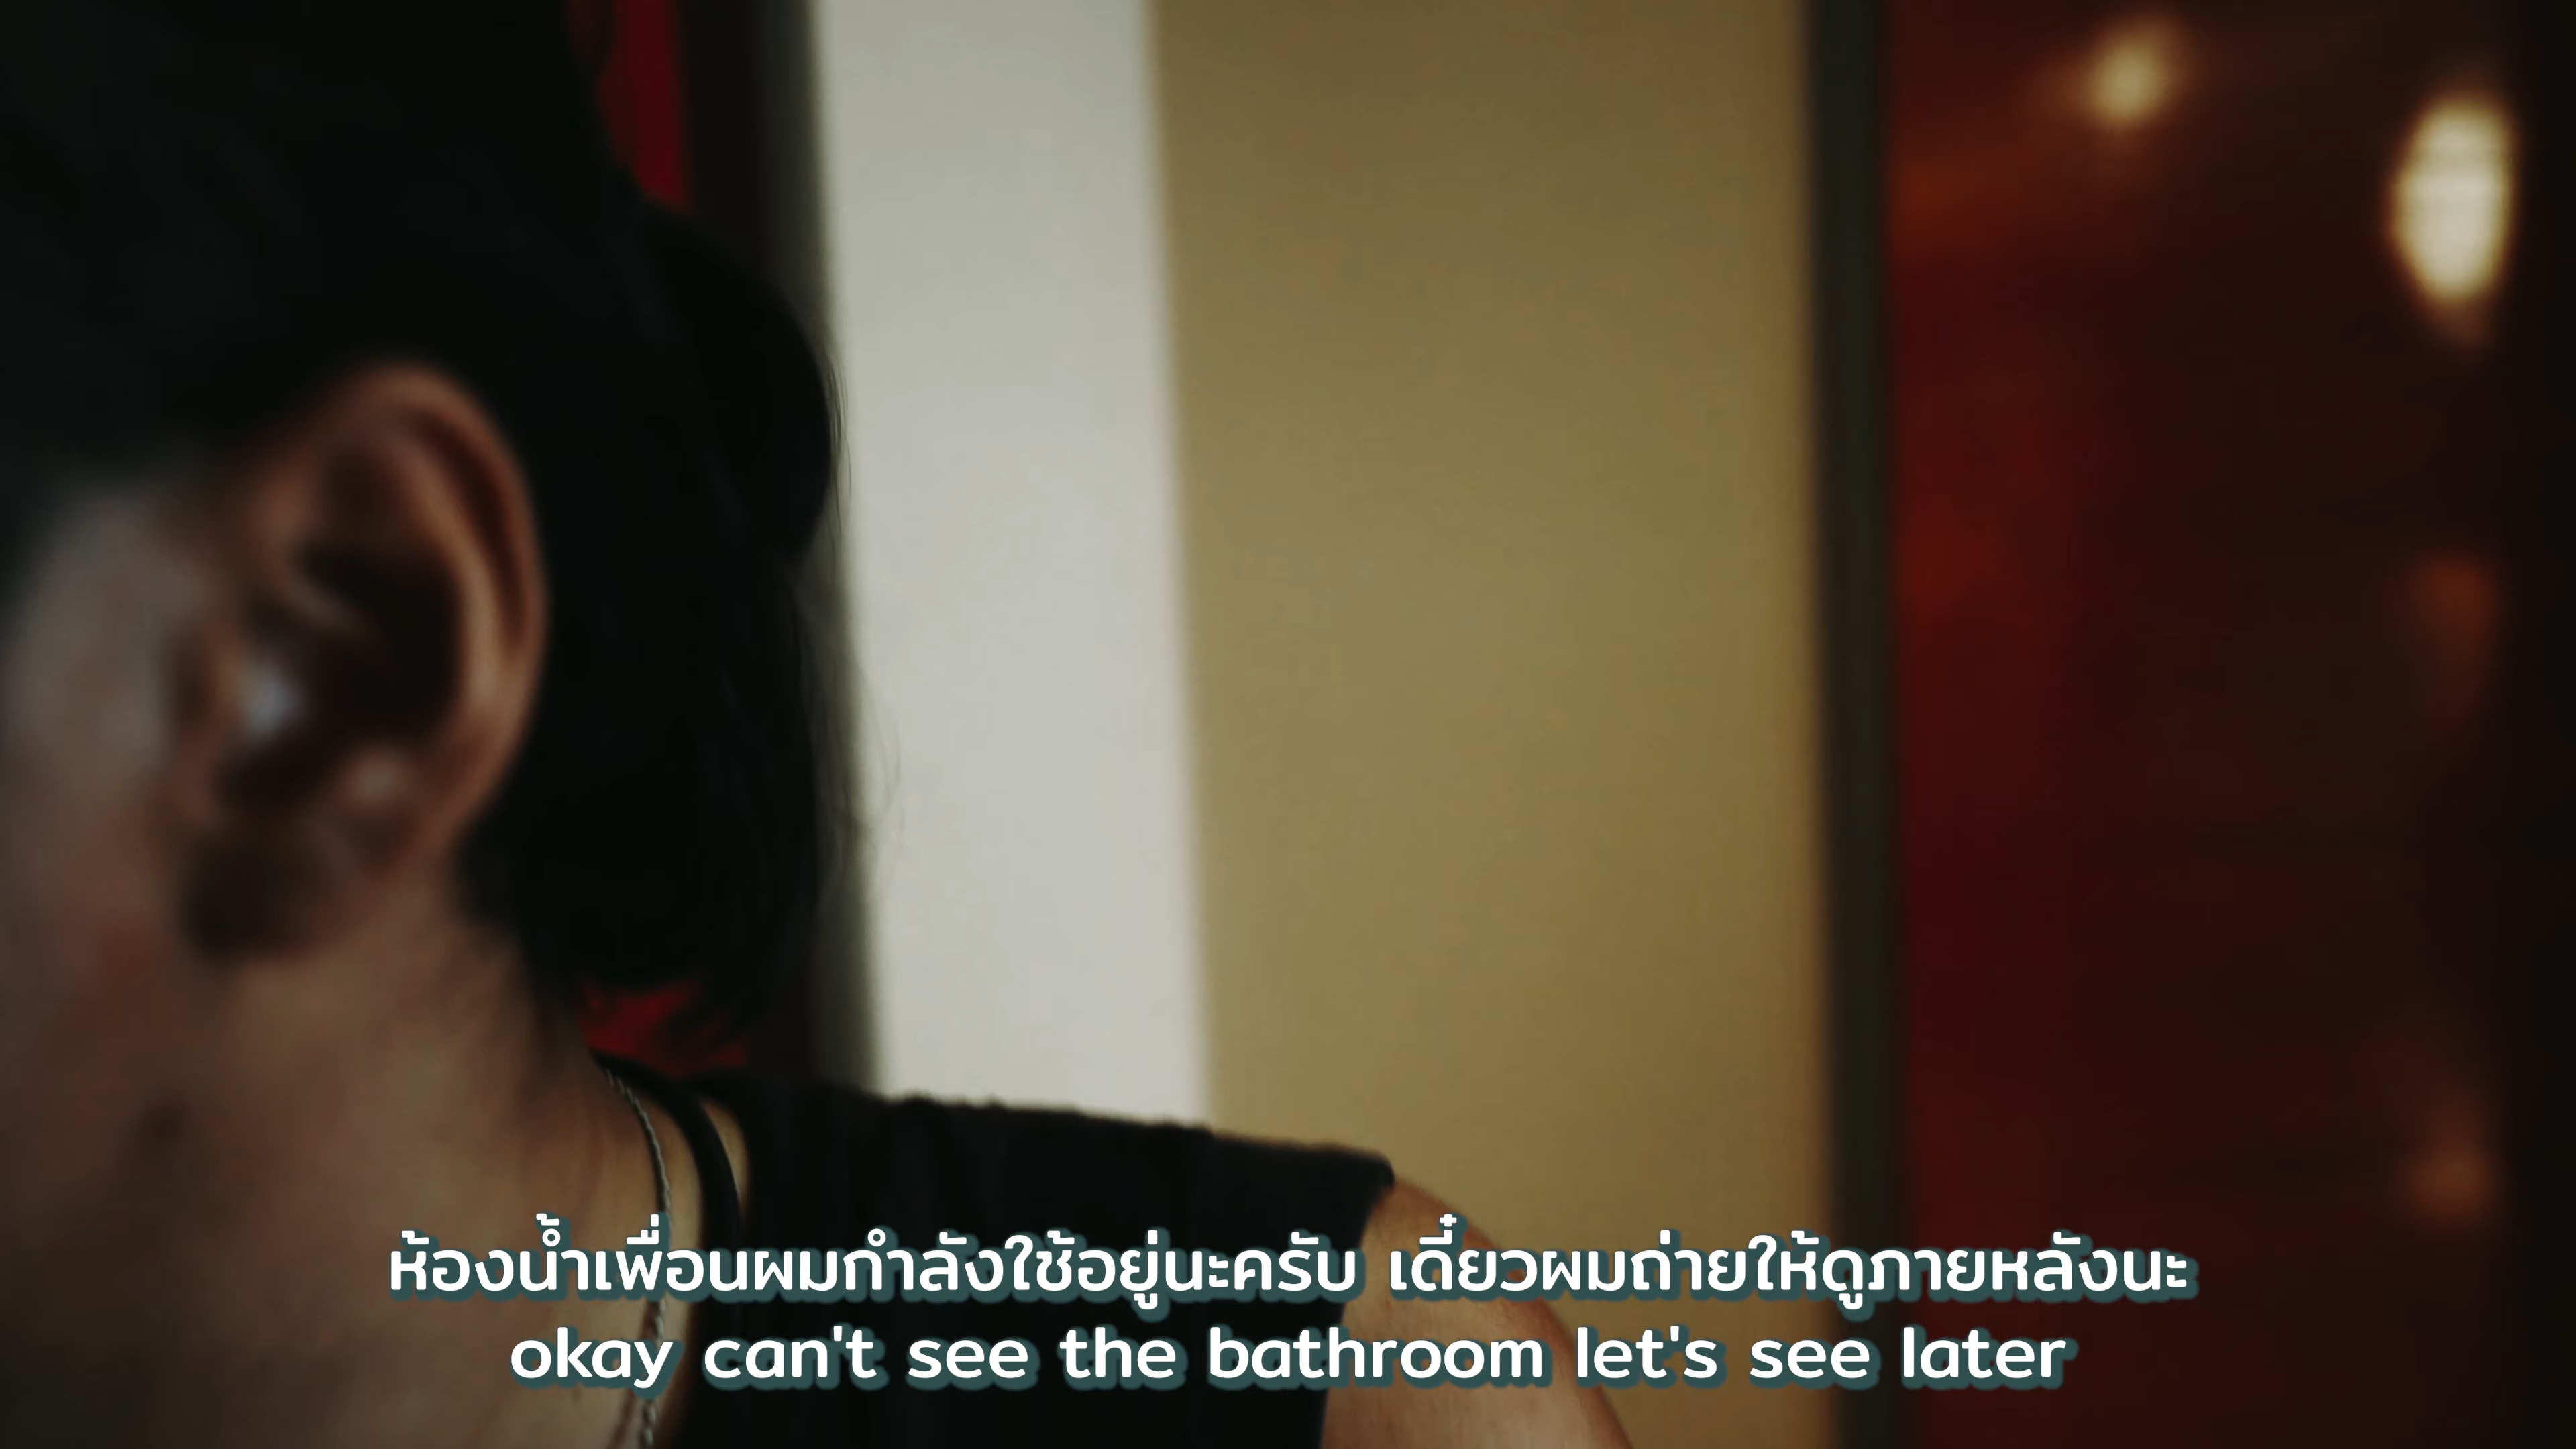 ห้องน้ำเพื่อนผมกำลังใช้อยู่นะครับ เดี๋ยวผมถ่ายให้ดูภายหลังนะ
okay can't see the bathroom let's see later